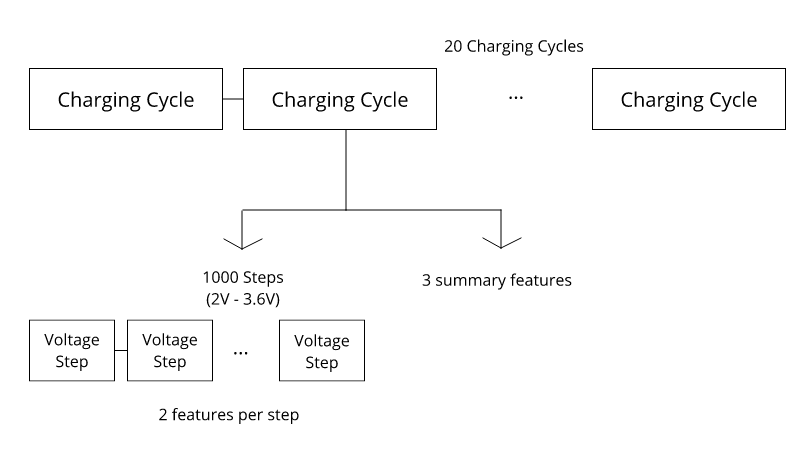 20 Charging Cycles
Charging Cycle
Charging Cycle
...
Charging Cycle
1000 Steps
(2V - 3.6V)
3 summary features
Voltage
Step
Voltage
Step
...
Voltage
Step
2 features per step